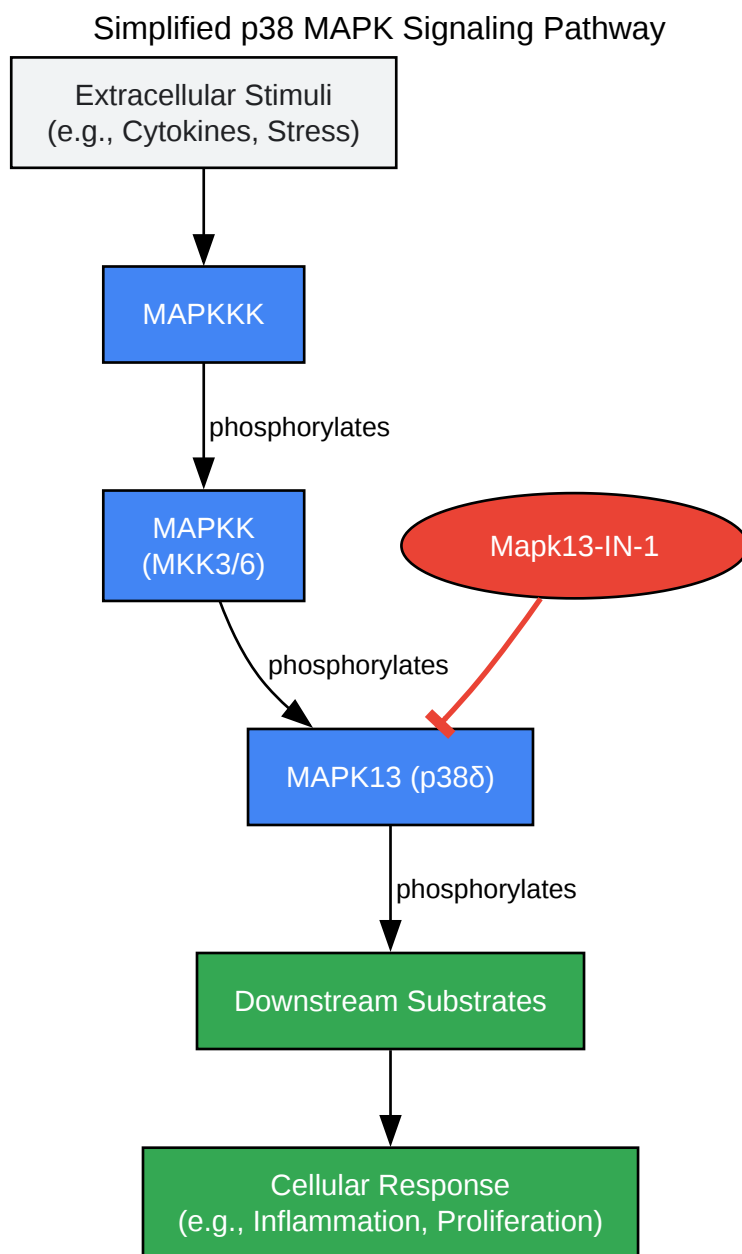 Simplified p38 MAPK Signaling Pathway
Extracellular Stimuli
(e.g., Cytokines, Stress)
MAPKKK
phosphorylates
MAPKK
(MKK3/6)
Mapk13-IN-1
phosphorylates
MAPK13 (p38δ)
phosphorylates
Downstream Substrates
Cellular Response
(e.g., Inflammation, Proliferation)